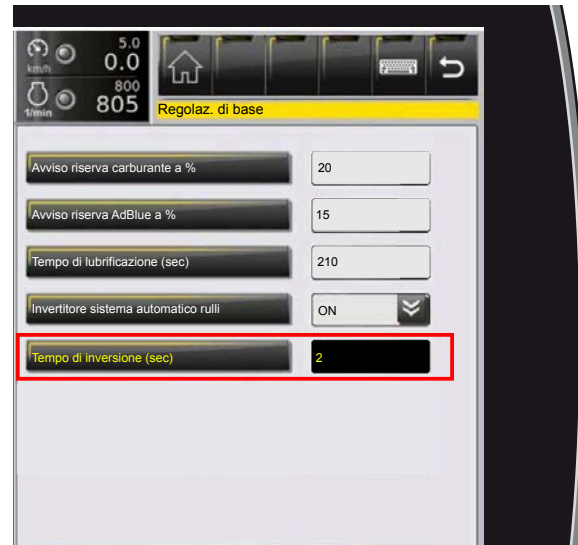 5.0
km/h 0.0
800
1/min 805
Regolaz. di base
Avviso riserva carburante a % 20
Avviso riserva AdBlue a % 15
Tempo di lubrificazione (sec) 210
Invertitore sistema automatico rulli ON
Tempo di inversione (sec) 2